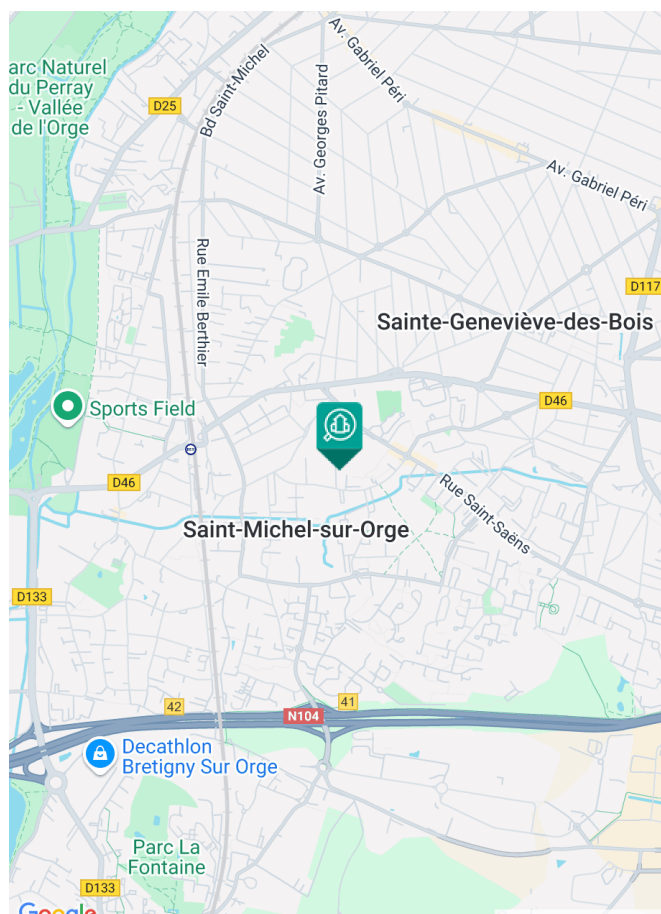 Av. Gabriel Péri
arc Naturel
du Perray
- Vallée
de l'Orge
D25
Bd Saint-Michel
Av. Georges Pitard
Av. Gabriel Péri
Rue Emile Berthier
D117
Sainte-Geneviève-des-Bois
Sports Field
D46
D46
Rue Saint-Saëns
Saint-Michel-sur-Orge
D133
42
41
N104
Decathlon
Bretigny Sur Orge
Parc La
Fontaine
D133
Google